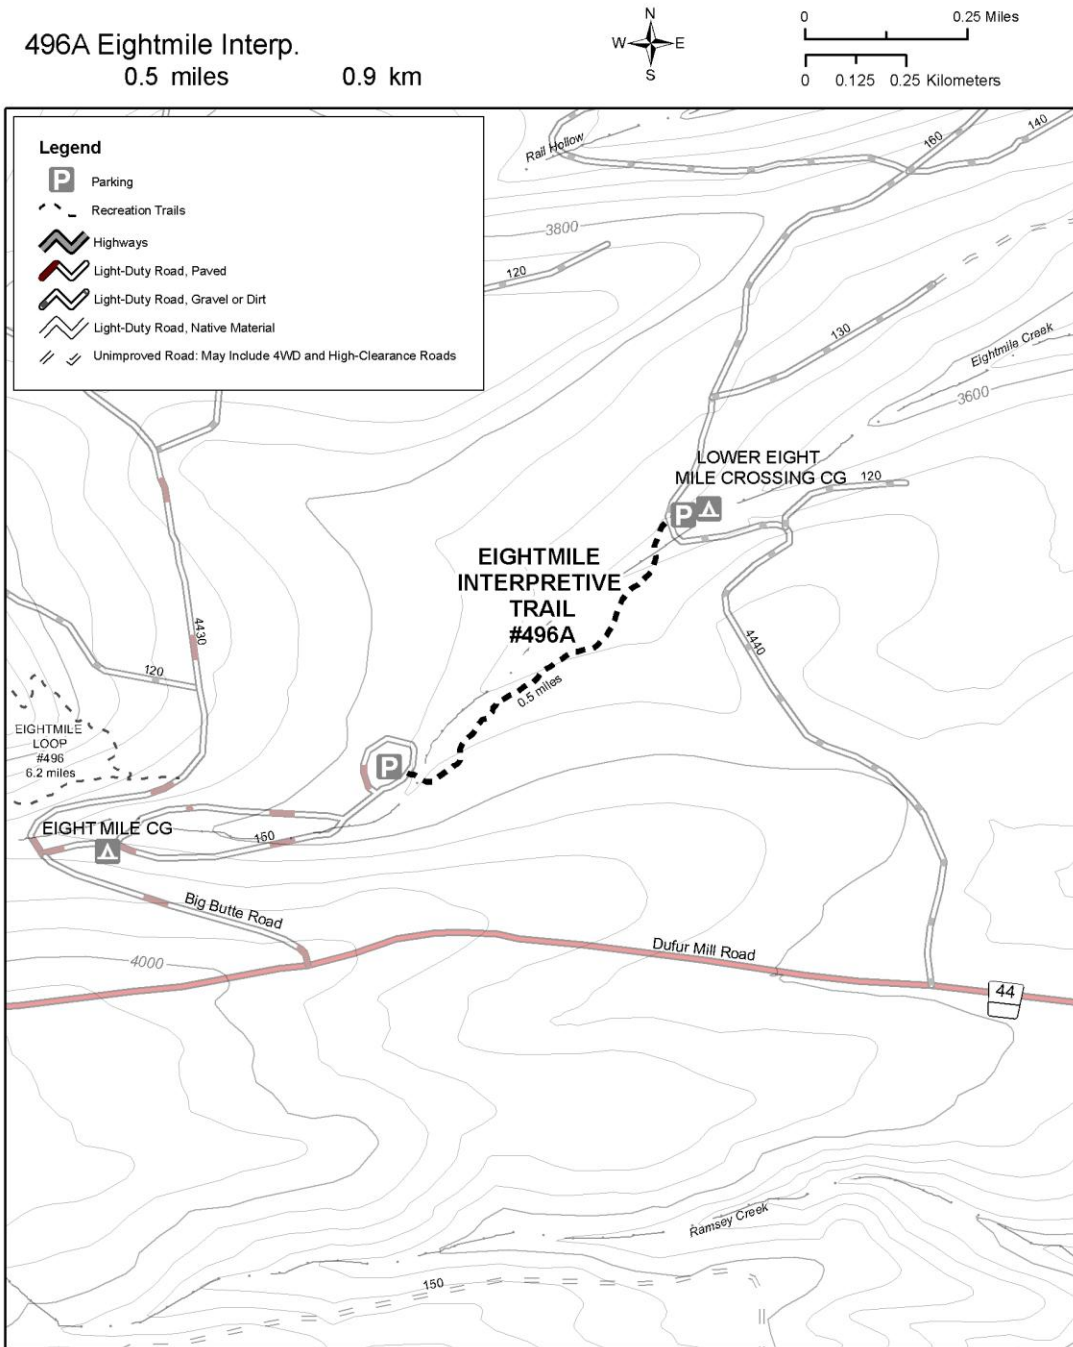 496A Eightmile Interp.
0.5 miles 0.9 km
N
W E
S
0 0.25 Miles
0 0.125 0.25 Kilometers
Legend
P Parking
Recreation Trails
Highways
Light-Duty Road, Paved
Light-Duty Road, Gravel or Dirt
Light-Duty Road, Native Material
Unimproved Road: May Include 4WD and High-Clearance Roads
Rail Hollow
160
140
3800
120
130
Eightmile Creek
3600
LOWER EIGHT
MILE CROSSING CG
120
P
EIGHTMILE
INTERPRETIVE
TRAIL
#496A
4430
4440
120
0.5 miles
EIGHTMILE
LOOP
#496
6.2 miles
P
EIGHT MILE CG
160
Big Butte Road
Dufur Mill Road
4000
44
Ramsey Creek
150